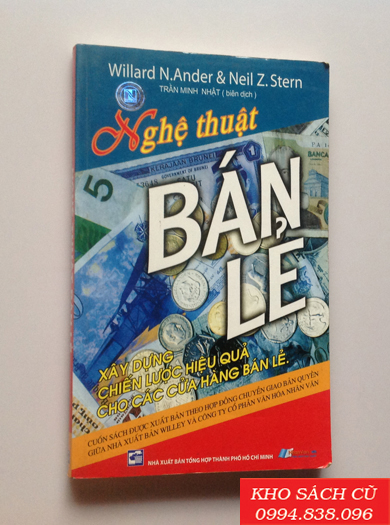 Willard N.Ander & Neil Z. Stern
TRẦN MINH NHẬT ( biên dịch )
Nghệ thuật
BÁN
LẺ
XÂY DỰNG
CHIẾN LƯỢC HIỆU QUẢ
CHO CÁC CỬA HÀNG BÁN LẺ.
CUỐN SÁCH ĐƯỢC XUẤT BẢN THEO HỢP ĐỒNG CHUYỂN GIAO BẢN QUYỀN
GIỮA NHÀ XUẤT BẢN WILLEY VÀ CÔNG TY CỔ PHẦN VĂN HÓA NHÂN VĂN
NHÀ XUẤT BẢN TỔNG HỢP THÀNH PHỐ HỒ CHÍ MINH
KHO SÁCH CŨ
0994.838.096